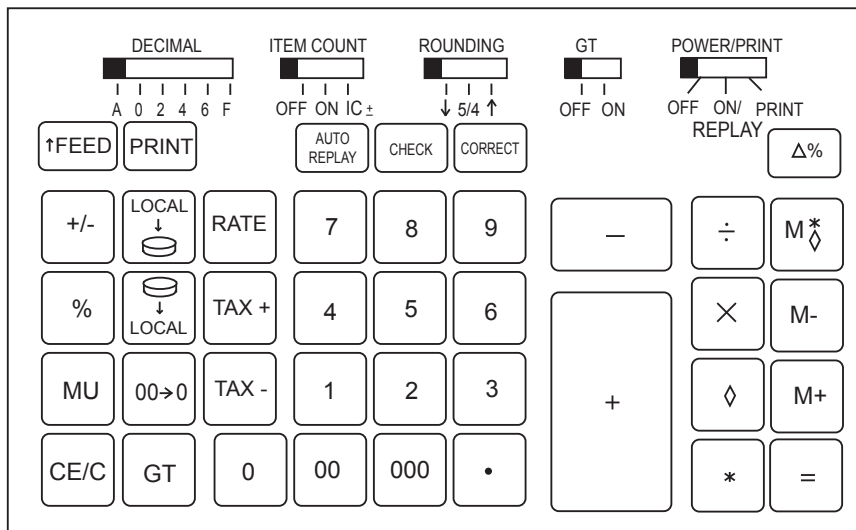 DECIMAL ITEM COUNT ROUNDING GT POWER/PRINT
A 0 2 4 6 F OFF ON IC ± ↓ 5/4 ↑ OFF ON OFF ON/ REPLAY PRINT
↑FEED PRINT AUTO REPLAY CHECK CORRECT Δ%
+/- LOCAL ↓ RATE 7 8 9 — ÷ M*◊
% ↓ LOCAL TAX + 4 5 6 × M-
MU 00→0 TAX - 1 2 3 + ◊ M+
CE/C GT 0 00 000 • * =